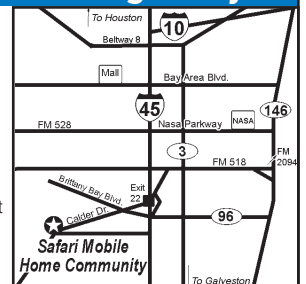 To Houston
10
Beltway 8
Mall
Bay Area Blvd.
45
146
FM 528
Nasa Parkway
NASA
3
FM 518
FM
2094
Brittany Bay Blvd.
Exit
22
Calder Dr.
96
Safari Mobile
Home Community
To Galveston